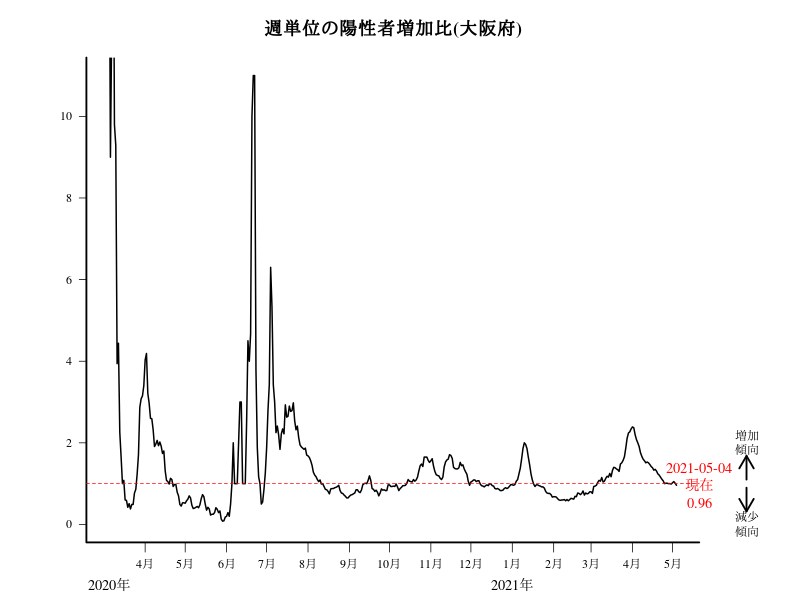 週単位の陽性者増加比(大阪府)
10
8
6
4
2
0
増加
傾向
2021-05-04
現在
0.96
減少
傾向
4月 5月 6月 7月 8月 9月 10月 11月 12月 1月 2月 3月 4月 5月
2020年 2021年